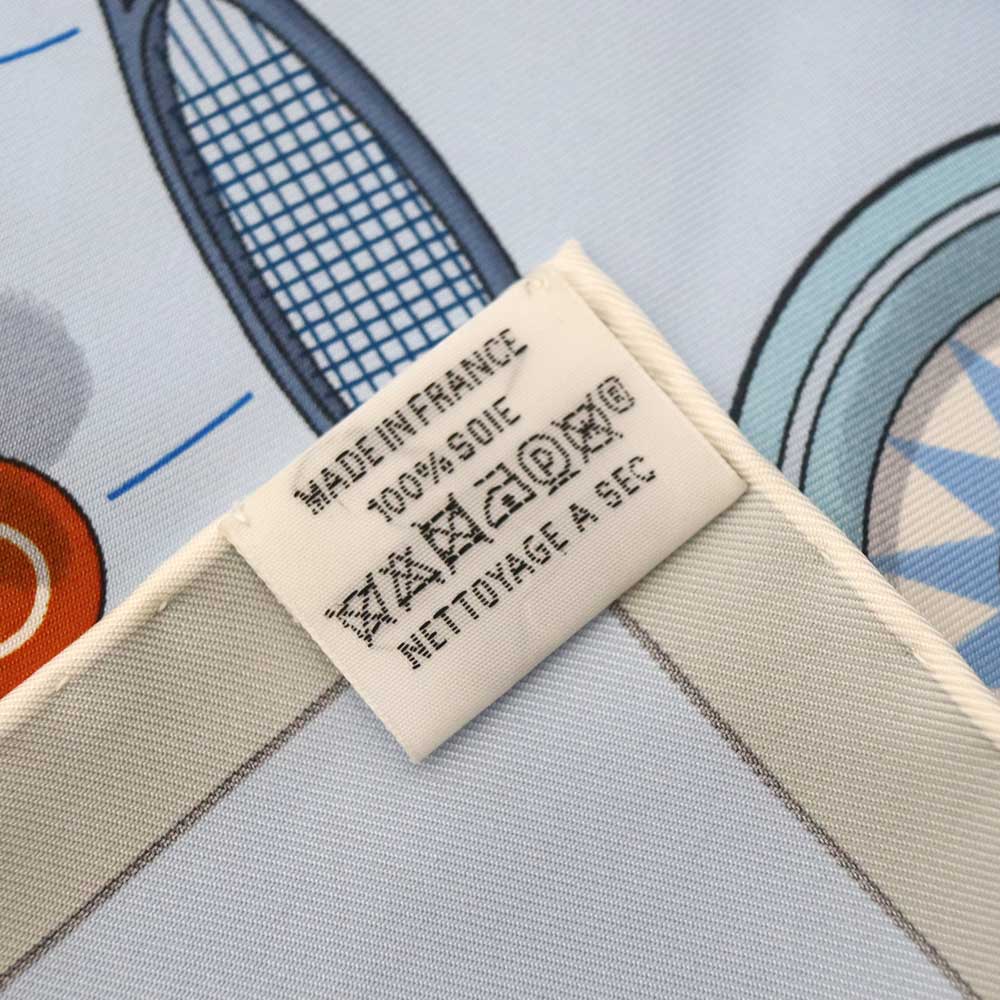 MADE IN FRANCE
100% SOIE
P
NETTOYAGE A SEC